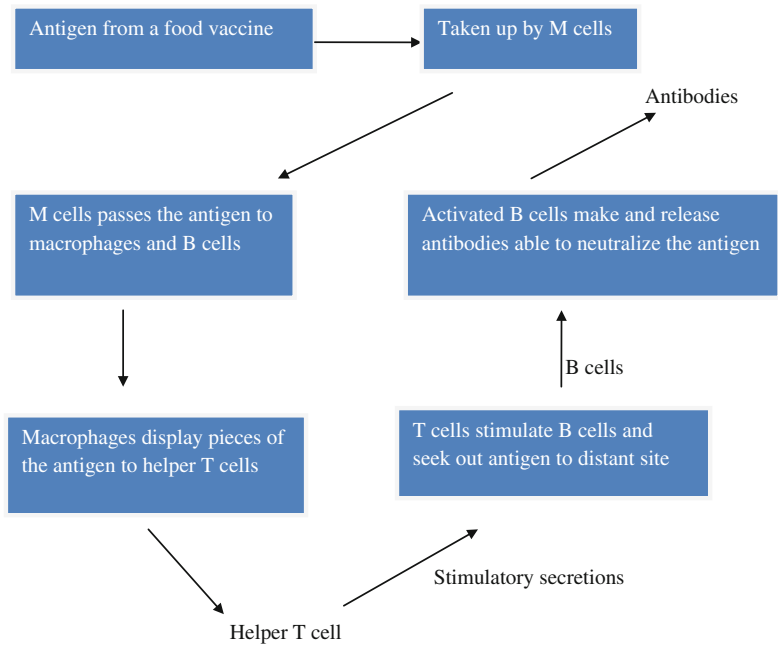 Antigen from a food vaccine
Taken up by M cells
M cells passes the antigen to
macrophages and B cells
Macrophages display pieces of
the antigen to helper T cells
Helper T cell
Stimulatory secretions
T cells stimulate B cells and
seek out antigen to distant site
B cells
Activated B cells make and release
antibodies able to neutralize the antigen
Antibodies